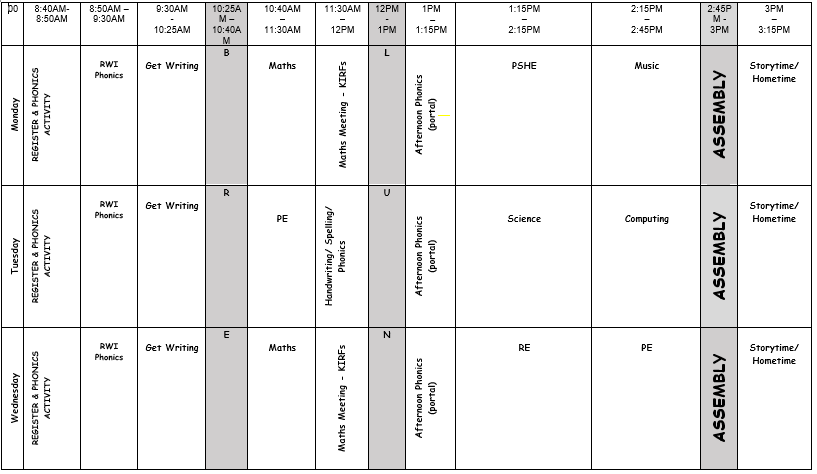 00
8:40AM-
8:50AM
8:50AM –
9:30AM
9:30AM
-
10:25AM
10:25A
M –
10:40A
M
10:40AM
–
11:30AM
11:30AM
–
12PM
12PM
-
1PM
1PM
–
1:15PM
1:15PM
–
2:15PM
2:15PM
–
2:45PM
2:45P
M -
3PM
3PM
–
3:15PM
Monday
REGISTER & PHONICS
ACTIVITY
RWI
Phonics
Get Writing
B
Maths
Maths Meeting - KIRFs
L
Afternoon Phonics
(portal)
PSHE
Music
ASSEMBLY
Storytime/
Hometime
Tuesday
REGISTER & PHONICS
ACTIVITY
RWI
Phonics
Get Writing
R
PE
Handwriting/ Spelling/
Phonics
U
Afternoon Phonics
(portal)
Science
Computing
ASSEMBLY
Storytime/
Hometime
Wednesday
REGISTER & PHONICS
ACTIVITY
RWI
Phonics
Get Writing
E
Maths
Maths Meeting - KIRFs
N
Afternoon Phonics
(portal)
RE
PE
ASSEMBLY
Storytime/
Hometime